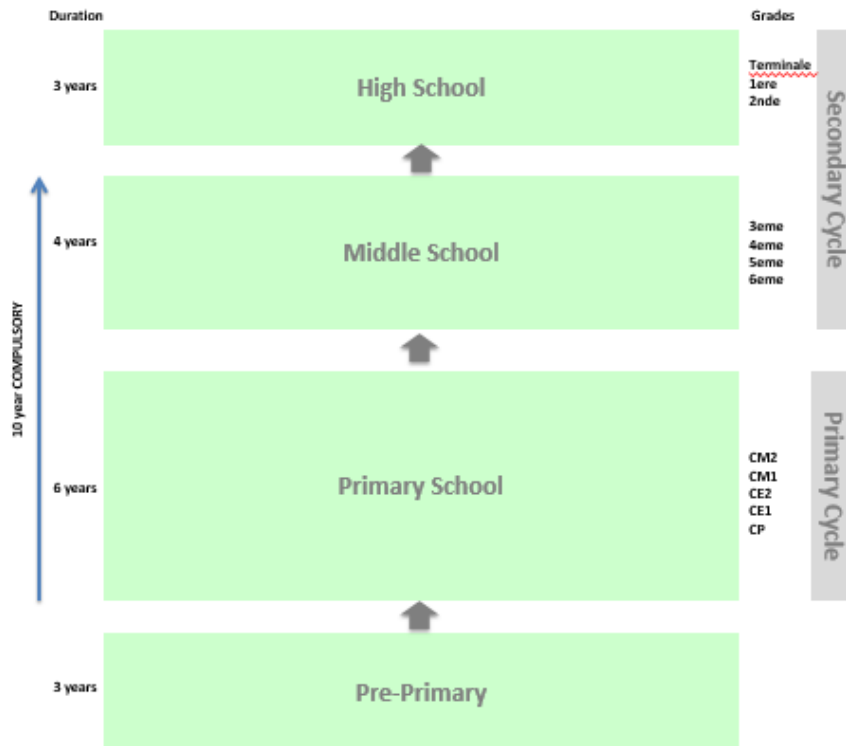 Duration
Grades
3 years
High School
Terminale
1ere
2nde
Secondary Cycle
4 years
Middle School
3eme
4eme
5eme
6eme
10 year COMPULSORY
6 years
Primary School
CM2
CM1
CE2
CE1
CP
Primary Cycle
3 years
Pre-Primary